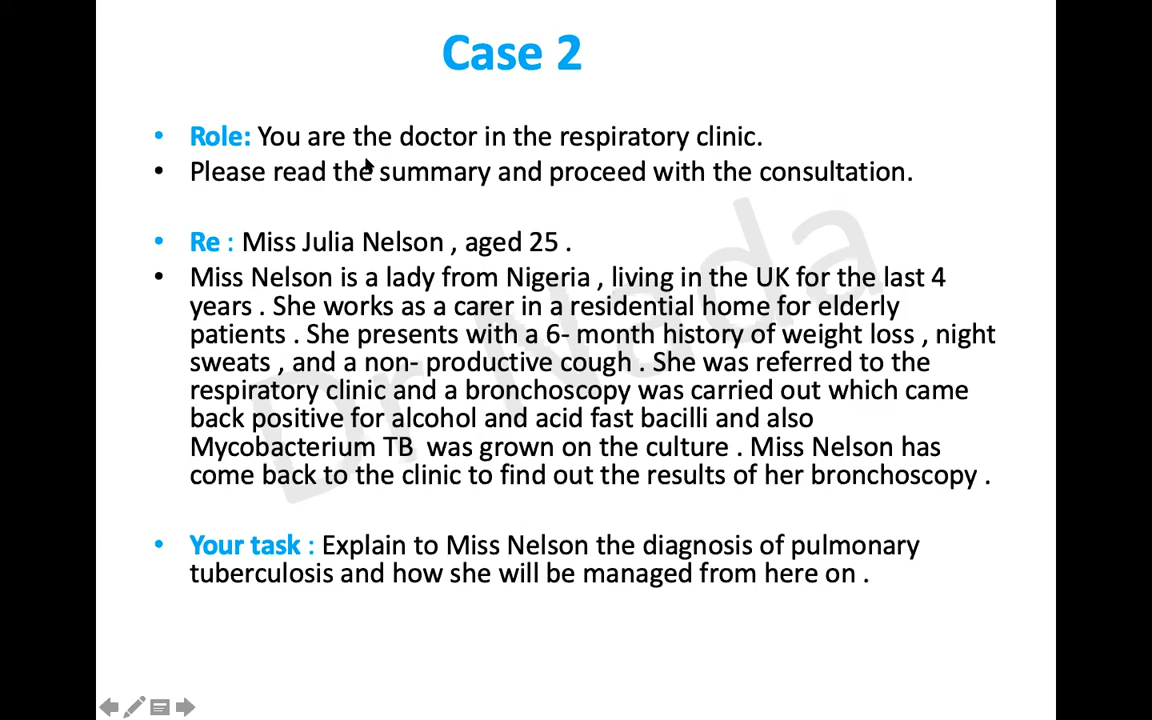 Case 2
• Role: You are the doctor in the respiratory clinic.
• Please read the summary and proceed with the consultation.
• Re : Miss Julia Nelson , aged 25 .
• Miss Nelson is a lady from Nigeria , living in the UK for the last 4
years . She works as a carer in a residential home for elderly
patients . She presents with a 6- month history of weight loss , night
sweats , and a non- productive cough . She was referred to the
respiratory clinic and a bronchoscopy was carried out which came
back positive for alcohol and acid fast bacilli and also
Mycobacterium TB was grown on the culture . Miss Nelson has
come back to the clinic to find out the results of her bronchoscopy .
• Your task : Explain to Miss Nelson the diagnosis of pulmonary
tuberculosis and how she will be managed from here on .
Dr Nada